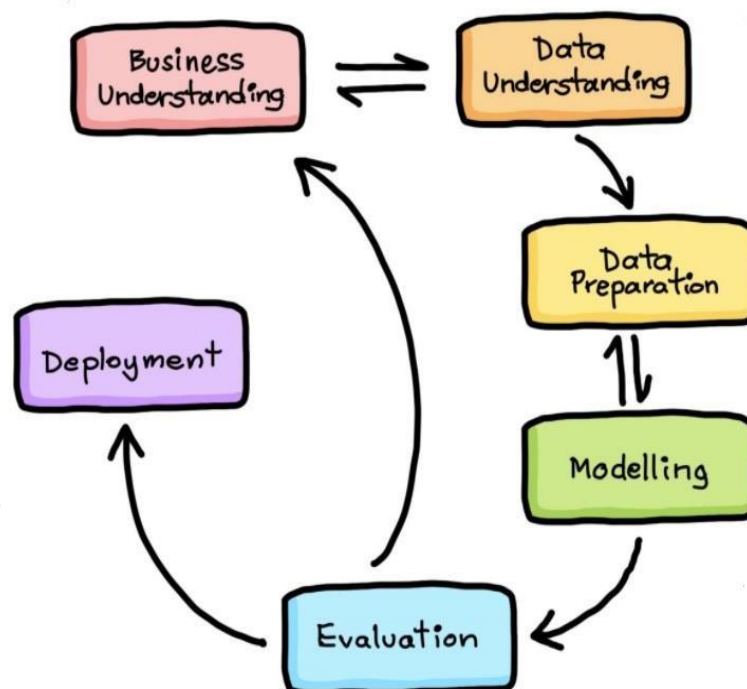 Business
Understanding
Data
Understanding
Data
Preparation
Modelling
Evaluation
Deployment